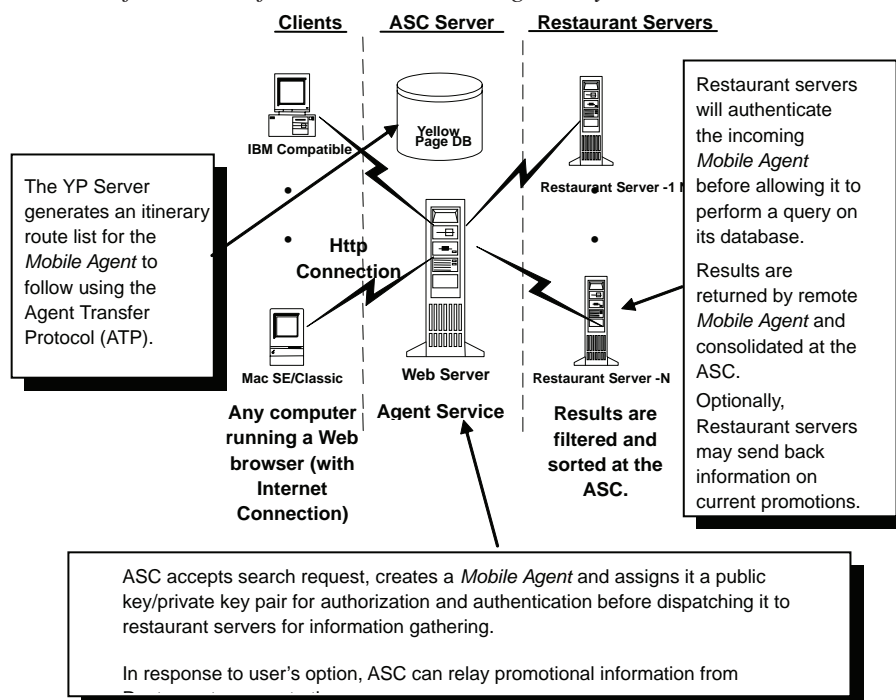 Clients
ASC Server
Restaurant Servers
IBM Compatible
Yellow
Page DB
Restaurant Server -1
Http
Connection
Mac SE/Classic
Web Server
Restaurant Server -N
Any computer
running a Web
browser (with
Internet
Connection)
Agent Service
Results are
filtered and
sorted at the
ASC.
The YP Server
generates an itinerary
route list for the
Mobile Agent to
follow using the
Agent Transfer
Protocol (ATP).
Restaurant servers
will authenticate
the incoming
Mobile Agent
before allowing it to
perform a query on
its database.
Results are
returned by remote
Mobile Agent and
consolidated at the
ASC.
Optionally,
Restaurant servers
may send back
information on
current promotions.
ASC accepts search request, creates a Mobile Agent and assigns it a public
key/private key pair for authorization and authentication before dispatching it to
restaurant servers for information gathering.
In response to user's option, ASC can relay promotional information from